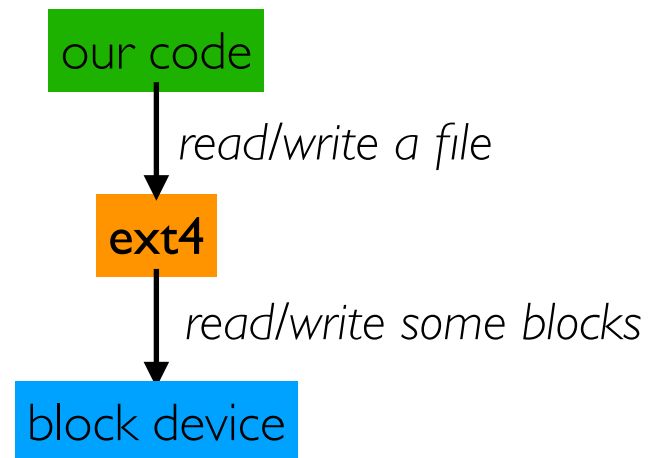 our code
read/write a file
ext4
read/write some blocks
block device